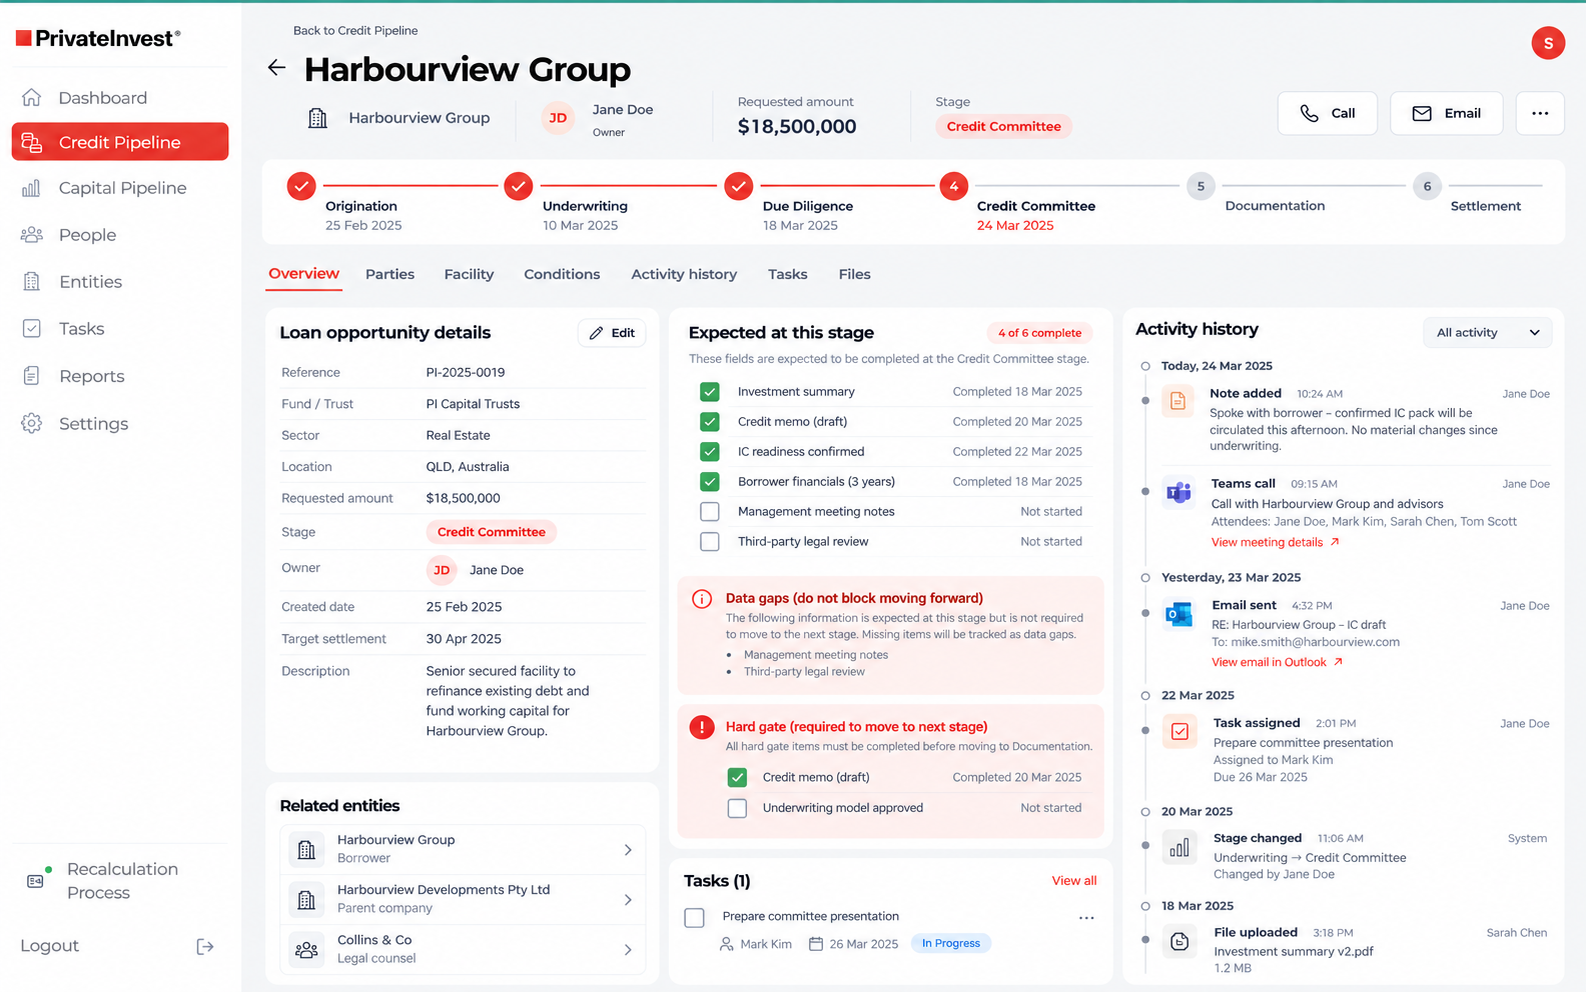 PrivateInvest®
Dashboard
Credit Pipeline
Capital Pipeline
People
Entities
Tasks
Reports
Settings
Recalculation
Process
Logout
Back to Credit Pipeline
S
Harbourview Group
Harbourview Group
JD
Jane Doe
Owner
Requested amount
$18,500,000
Stage
Credit Committee
Call
Email
Origination
25 Feb 2025
Underwriting
10 Mar 2025
Due Diligence
18 Mar 2025
4
Credit Committee
24 Mar 2025
5
Documentation
6
Settlement
Overview
Parties
Facility
Conditions
Activity history
Tasks
Files
Loan opportunity details
Edit
Reference PI-2025-0019
Fund / Trust PI Capital Trusts
Sector Real Estate
Location QLD, Australia
Requested amount $18,500,000
Stage Credit Committee
Owner JD Jane Doe
Created date 25 Feb 2025
Target settlement 30 Apr 2025
Description Senior secured facility to
refinance existing debt and
fund working capital for
Harbourview Group.
Related entities
Harbourview Group
Borrower
Harbourview Developments Pty Ltd
Parent company
Collins & Co
Legal counsel
Expected at this stage
4 of 6 complete
These fields are expected to be completed at the Credit Committee stage.
Investment summary Completed 18 Mar 2025
Credit memo (draft) Completed 20 Mar 2025
IC readiness confirmed Completed 22 Mar 2025
Borrower financials (3 years) Completed 18 Mar 2025
Management meeting notes Not started
Third-party legal review Not started
Data gaps (do not block moving forward)
The following information is expected at this stage but is not required
to move to the next stage. Missing items will be tracked as data gaps.
• Management meeting notes
• Third-party legal review
! Hard gate (required to move to next stage)
All hard gate items must be completed before moving to Documentation.
Credit memo (draft) Completed 20 Mar 2025
Underwriting model approved Not started
Tasks (1)
View all
Prepare committee presentation
Mark Kim 26 Mar 2025 In Progress
Activity history
All activity
Today, 24 Mar 2025
Note added 10:24 AM Jane Doe
Spoke with borrower – confirmed IC pack will be
circulated this afternoon. No material changes since
underwriting.
Teams call 09:15 AM Jane Doe
Call with Harbourview Group and advisors
Attendees: Jane Doe, Mark Kim, Sarah Chen, Tom Scott
View meeting details ↗
Yesterday, 23 Mar 2025
Email sent 4:32 PM Jane Doe
RE: Harbourview Group – IC draft
To: mike.smith@harbourview.com
View email in Outlook ↗
22 Mar 2025
Task assigned 2:01 PM Jane Doe
Prepare committee presentation
Assigned to Mark Kim
Due 26 Mar 2025
20 Mar 2025
Stage changed 11:06 AM System
Underwriting → Credit Committee
Changed by Jane Doe
18 Mar 2025
File uploaded 3:18 PM Sarah Chen
Investment summary v2.pdf
1.2 MB